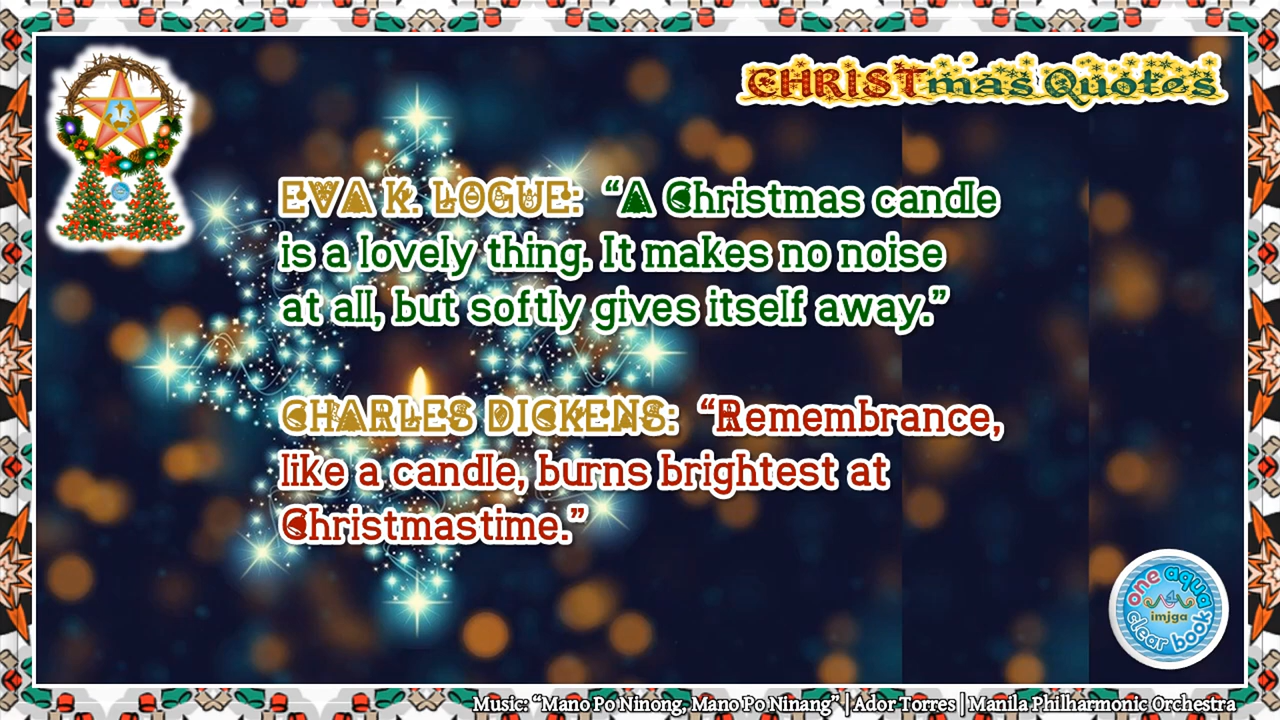 CHRISTmas Quotes
EVA K. LOGUE: “A Christmas candle
is a lovely thing. It makes no noise
at all, but softly gives itself away.”
CHARLES DICKENS: “Remembrance,
like a candle, burns brightest at
Christmastime.”
one aqua
imjga
clear book
Music: “Mano Po Ninong, Mano Po Ninang” | Ador Torres | Manila Philharmonic Orchestra